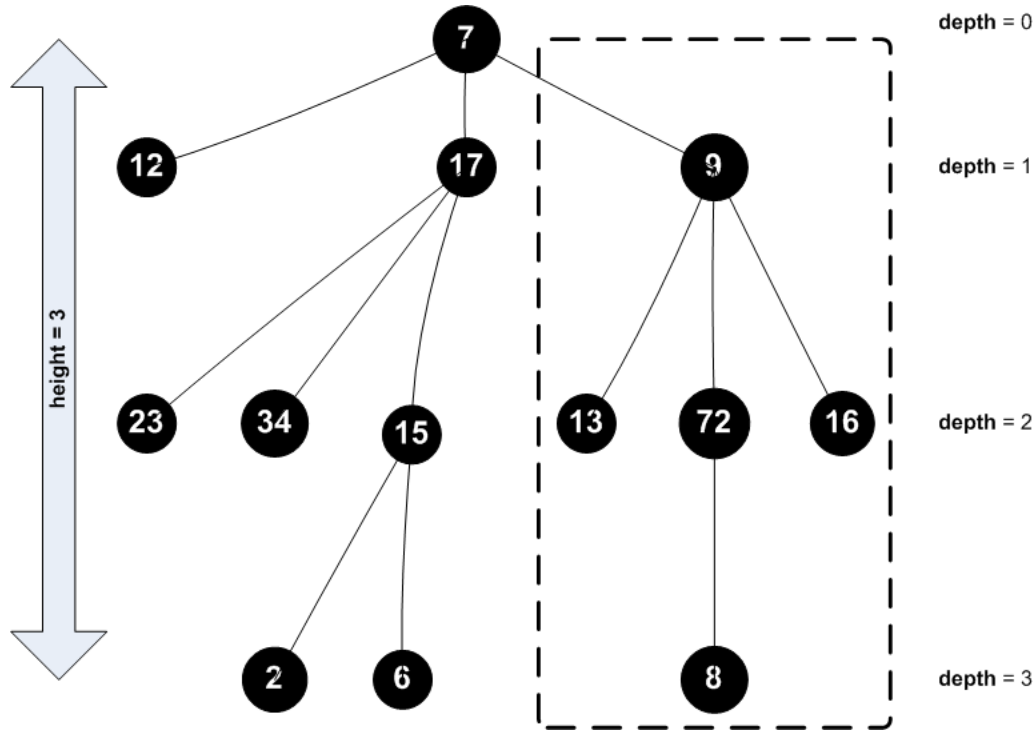 7
depth = 0
12
17
9
depth = 1
height = 3
23
34
15
13
72
16
depth = 2
2
6
8
depth = 3